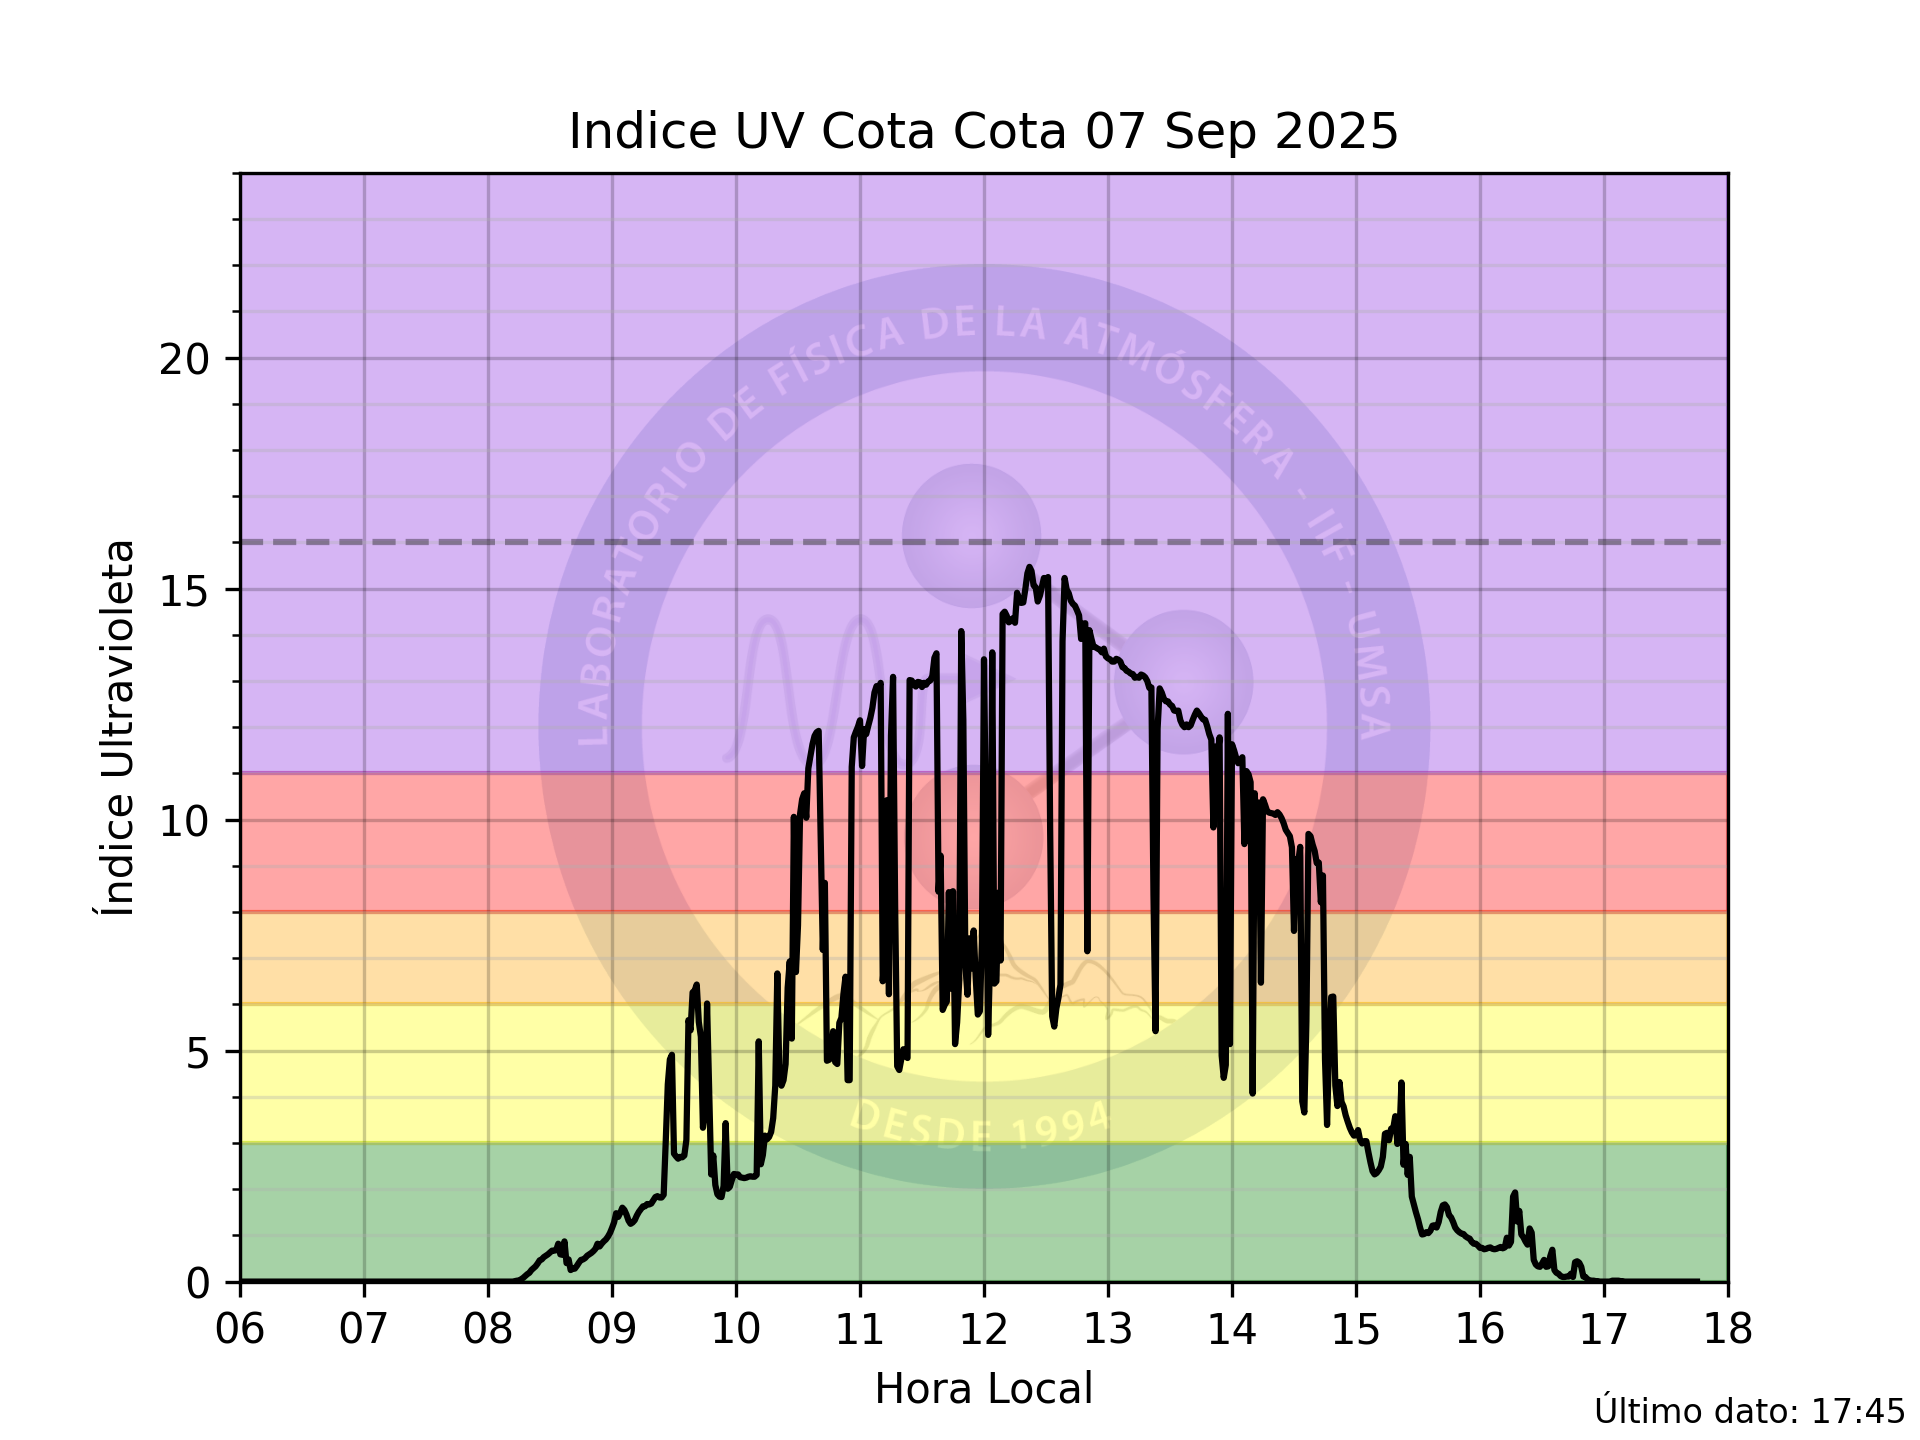 Indice UV Cota Cota 07 Sep 2025
Índice Ultravioleta
20
15
10
5
0
LABORATORIO DE FÍSICA DE LA ATMÓSFERA - IIF - UMSA
DESDE 1994
06 07 08 09 10 11 12 13 14 15 16 17 18
Hora Local
Último dato: 17:45